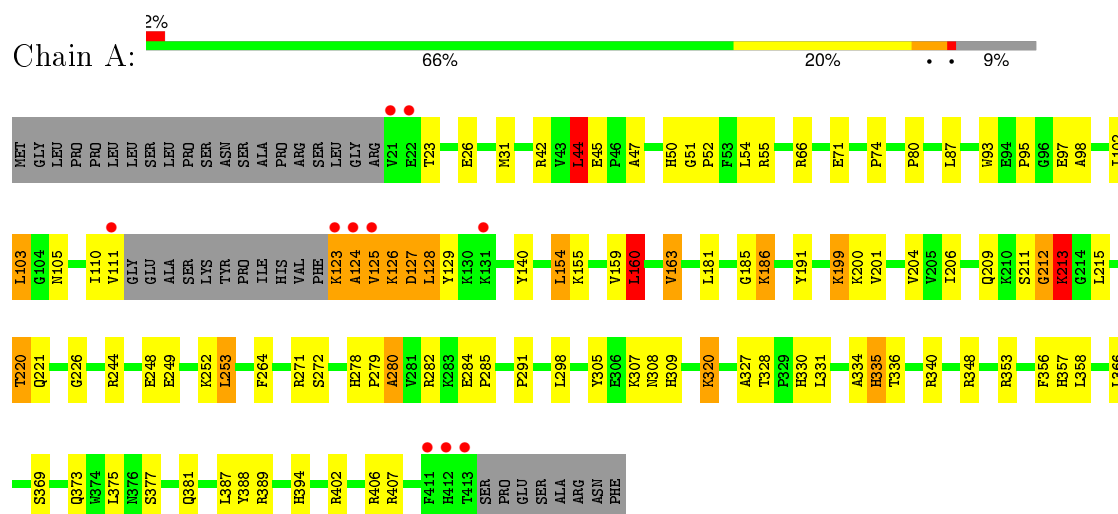 2%
Chain A:
66% 20% • • 9%
MET GLY LEU PRO PRO LEU LEU SER LEU PRO SER ASN SER ALA PRO ARG SER LEU GLY ARG V21 E22 T23 E26 M31 R42 V43 L44 E45 P46 A47 H50 G51 P52 F53 L54 R55 R66 E71 P74 P80 L87 W93 E94 P95 G96 E97 A98 I102
L103 G104 N105 I110 V111 GLY GLU ALA SER LYS TYR PRO ILE HIS VAL PHE K123 A124 V125 K126 D127 L128 Y129 K130 K131 Y140 L154 K155 V159 L160 V163 L181 G185 K186 Y191 K199 K200 V201 V204 V205 I206 Q209 K210 S211 G212 K213 G214 L215
T220 Q221 G226 R244 E248 E249 K252 L253 F264 R271 S272 H278 P279 A280 V281 R282 K283 E284 P285 P291 L298 Y305 E306 K307 N308 H309 K320 A327 T328 P329 H330 L331 A334 H335 T336 R340 R348 R353 F356 H357 L358 L366
S369 Q373 W374 L375 N376 S377 Q381 L387 Y388 R389 H394 R402 R406 R407 F411 H412 T413 SER PRO GLU SER ALA ARG ASN PHE